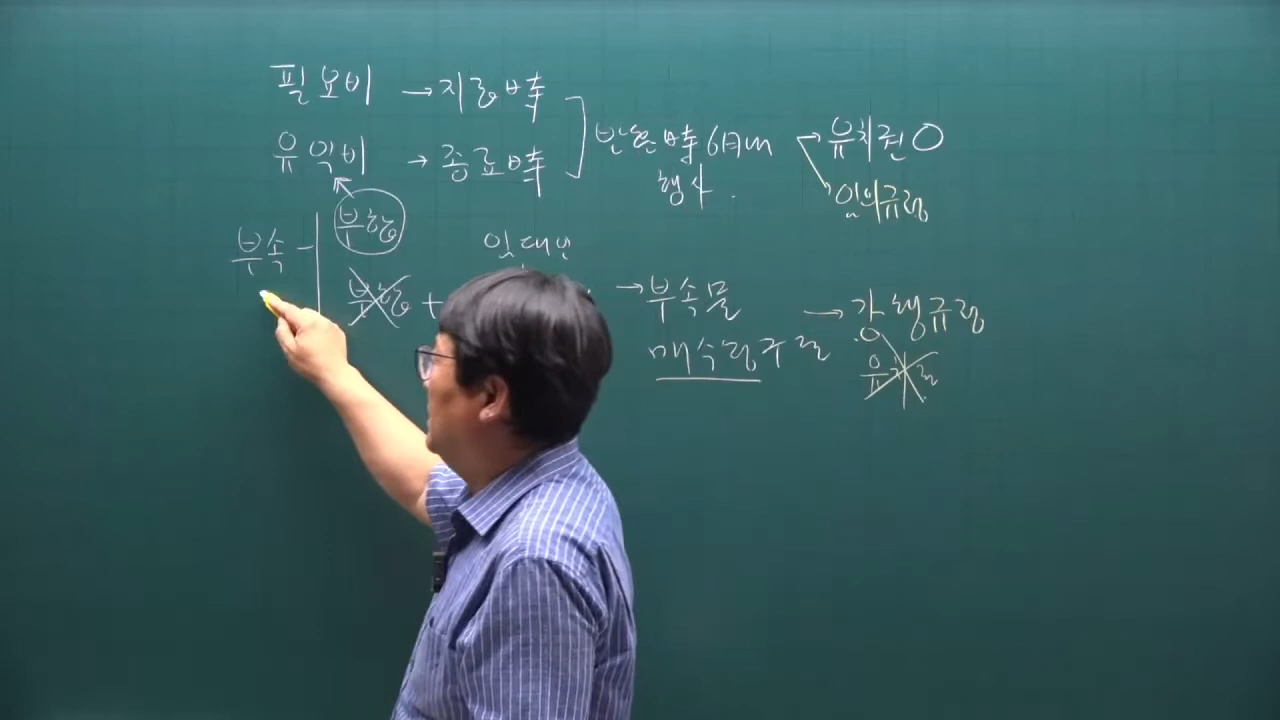 필요비 → 지출時
유익비 → 종료時
반환時 6月내
행사.
유치권 O
임의규정
부속
부합
부합 +
임대인
→ 부속물
매수청구권
→ 강행규정
유치권